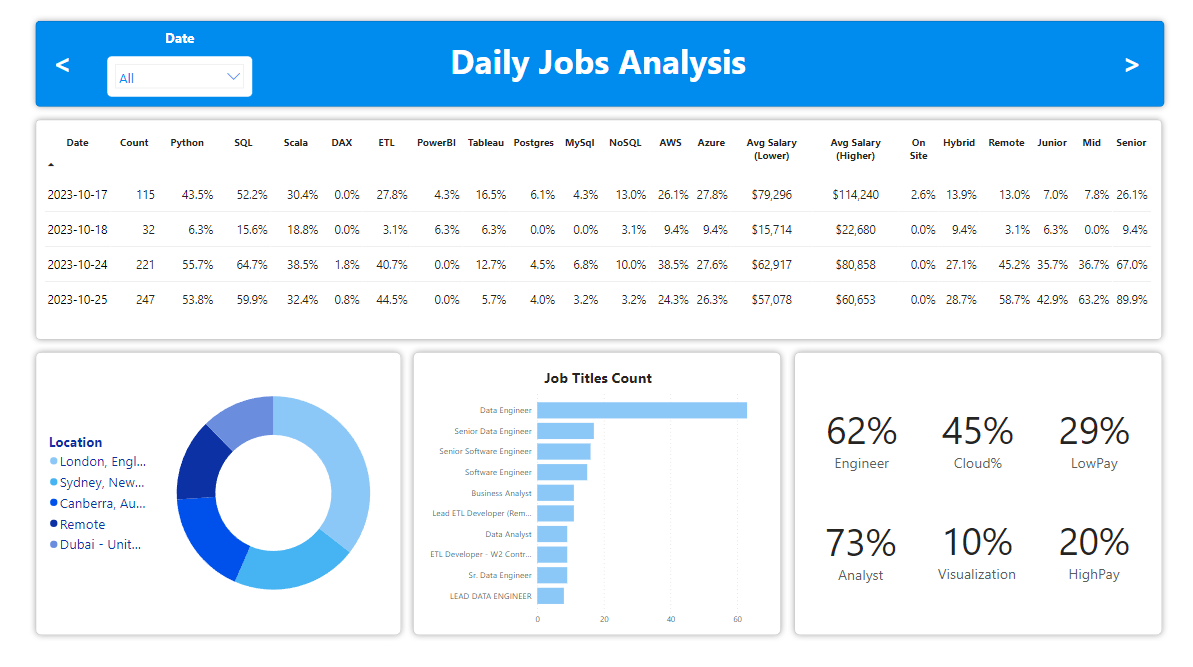 Date
<
All
Daily Jobs Analysis
>
Date Count Python SQL Scala DAX ETL PowerBI Tableau Postgres MySql NoSQL AWS Azure Avg Salary (Lower) Avg Salary (Higher) On Site Hybrid Remote Junior Mid Senior
2023-10-17 115 43.5% 52.2% 30.4% 0.0% 27.8% 4.3% 16.5% 6.1% 4.3% 13.0% 26.1% 27.8% $79,296 $114,240 2.6% 13.9% 13.0% 7.0% 7.8% 26.1%
2023-10-18 32 6.3% 15.6% 18.8% 0.0% 3.1% 6.3% 6.3% 0.0% 0.0% 3.1% 9.4% 9.4% $15,714 $22,680 0.0% 9.4% 3.1% 6.3% 0.0% 9.4%
2023-10-24 221 55.7% 64.7% 38.5% 1.8% 40.7% 0.0% 12.7% 4.5% 6.8% 10.0% 38.5% 27.6% $62,917 $80,858 0.0% 27.1% 45.2% 35.7% 36.7% 67.0%
2023-10-25 247 53.8% 59.9% 32.4% 0.8% 44.5% 0.0% 5.7% 4.0% 3.2% 3.2% 24.3% 26.3% $57,078 $60,653 0.0% 28.7% 58.7% 42.9% 63.2% 89.9%
Location
London, Engl...
Sydney, New...
Canberra, Au...
Remote
Dubai - Unit...
Job Titles Count
Data Engineer
Senior Data Engineer
Senior Software Engineer
Software Engineer
Business Analyst
Lead ETL Developer (Rem...
Data Analyst
ETL Developer - W2 Contr...
Sr. Data Engineer
LEAD DATA ENGINEER
0 20 40 60
62% 45% 29%
Engineer Cloud% LowPay
73% 10% 20%
Analyst Visualization HighPay